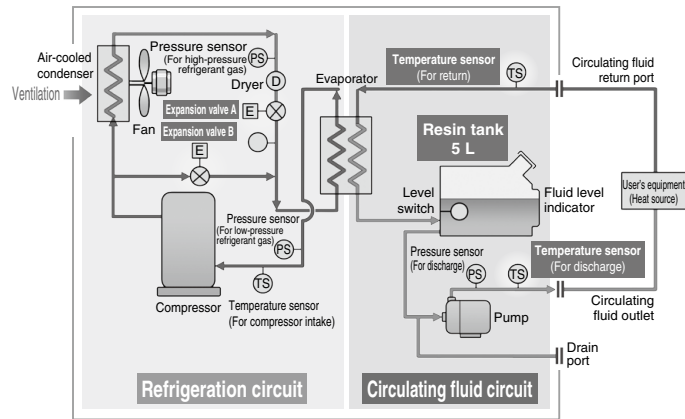 Air-cooled
condenser
Ventilation
Fan
Pressure sensor
(For high-pressure
refrigerant gas)
PS
Dryer
D
Expansion valve A
E
Expansion valve B
E
Evaporator
Temperature sensor
(For return)
TS
Circulating fluid
return port
Resin tank
5 L
Level
switch
Fluid level
indicator
User's equipment
(Heat source)
Pressure sensor
(For low-pressure
refrigerant gas)
PS
TS
Temperature sensor
(For compressor intake)
Compressor
Pressure sensor
(For discharge)
PS
TS
Temperature sensor
(For discharge)
Circulating
fluid outlet
Pump
Drain
port
Refrigeration circuit
Circulating fluid circuit